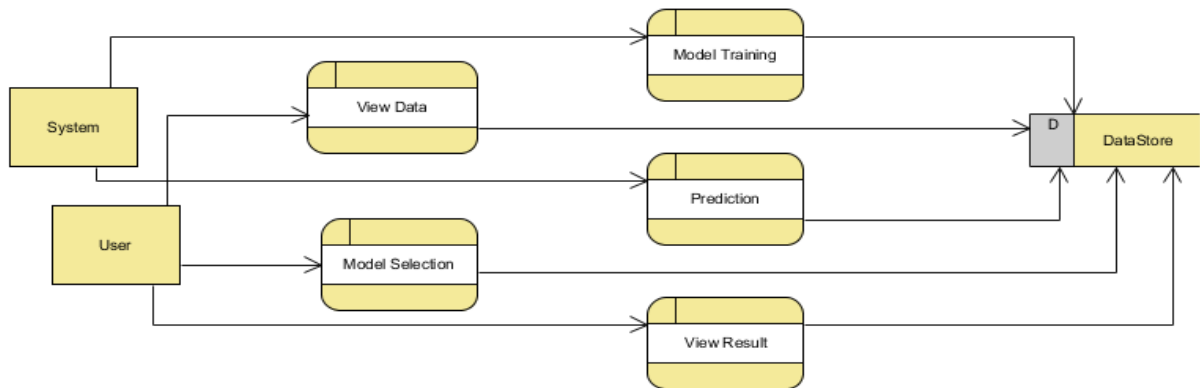 Model Training
View Data
System
D
DataStore
Prediction
User
Model Selection
View Result